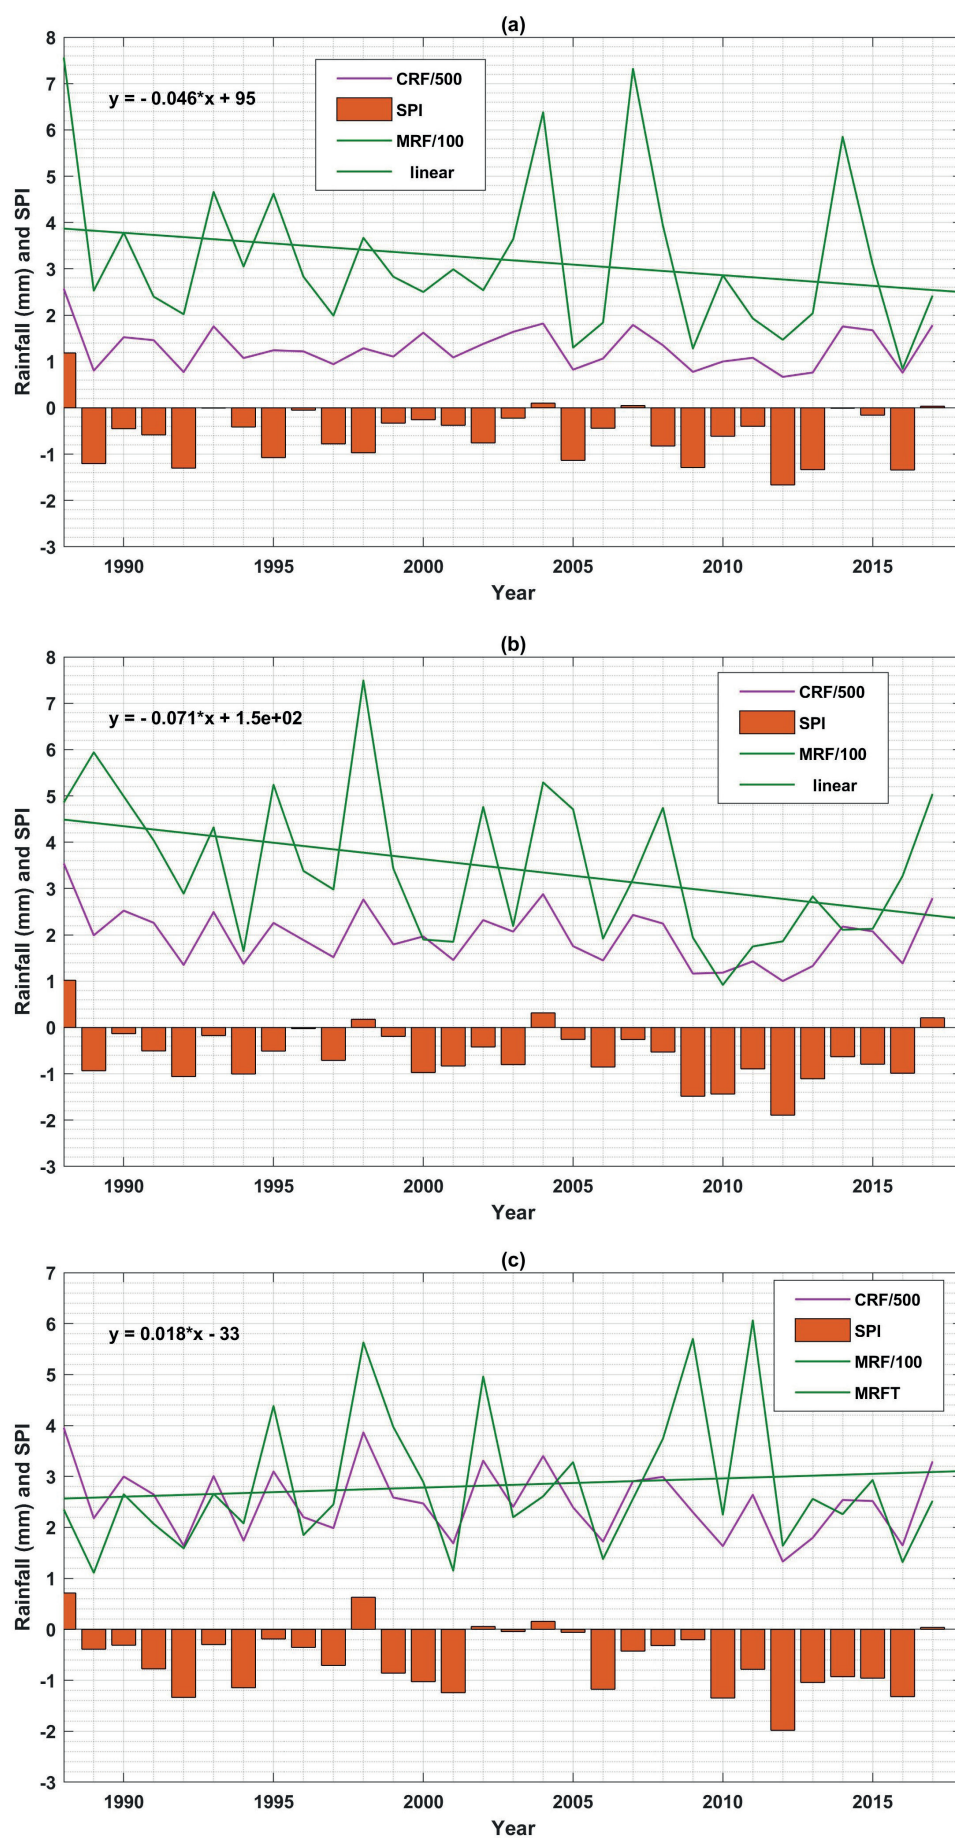 (a)
8
7
6
5
4
3
2
1
0
-1
-2
-3
Rainfall (mm) and SPI
y = - 0.046*x + 95
CRF/500
SPI
MRF/100
linear
1990 1995 2000 2005 2010 2015
Year
(b)
8
7
6
5
4
3
2
1
0
-1
-2
-3
Rainfall (mm) and SPI
y = - 0.071*x + 1.5e+02
CRF/500
SPI
MRF/100
linear
1990 1995 2000 2005 2010 2015
Year
(c)
7
6
5
4
3
2
1
0
-1
-2
-3
Rainfall (mm) and SPI
y = 0.018*x - 33
CRF/500
SPI
MRF/100
MRFT
1990 1995 2000 2005 2010 2015
Year